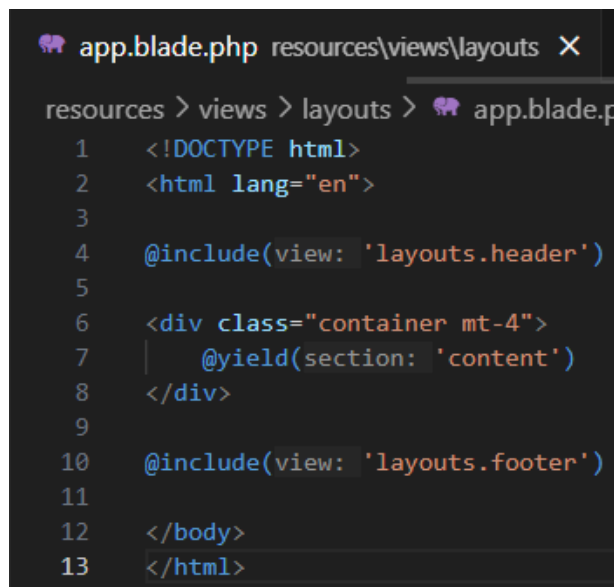 app.blade.php resources\views\layouts ×
resources > views > layouts > app.blade.p
1 <!DOCTYPE html>
2 <html lang="en">
3
4 @include(view: 'layouts.header')
5
6 <div class="container mt-4">
7 @yield(section: 'content')
8 </div>
9
10 @include(view: 'layouts.footer')
11
12 </body>
13 </html>